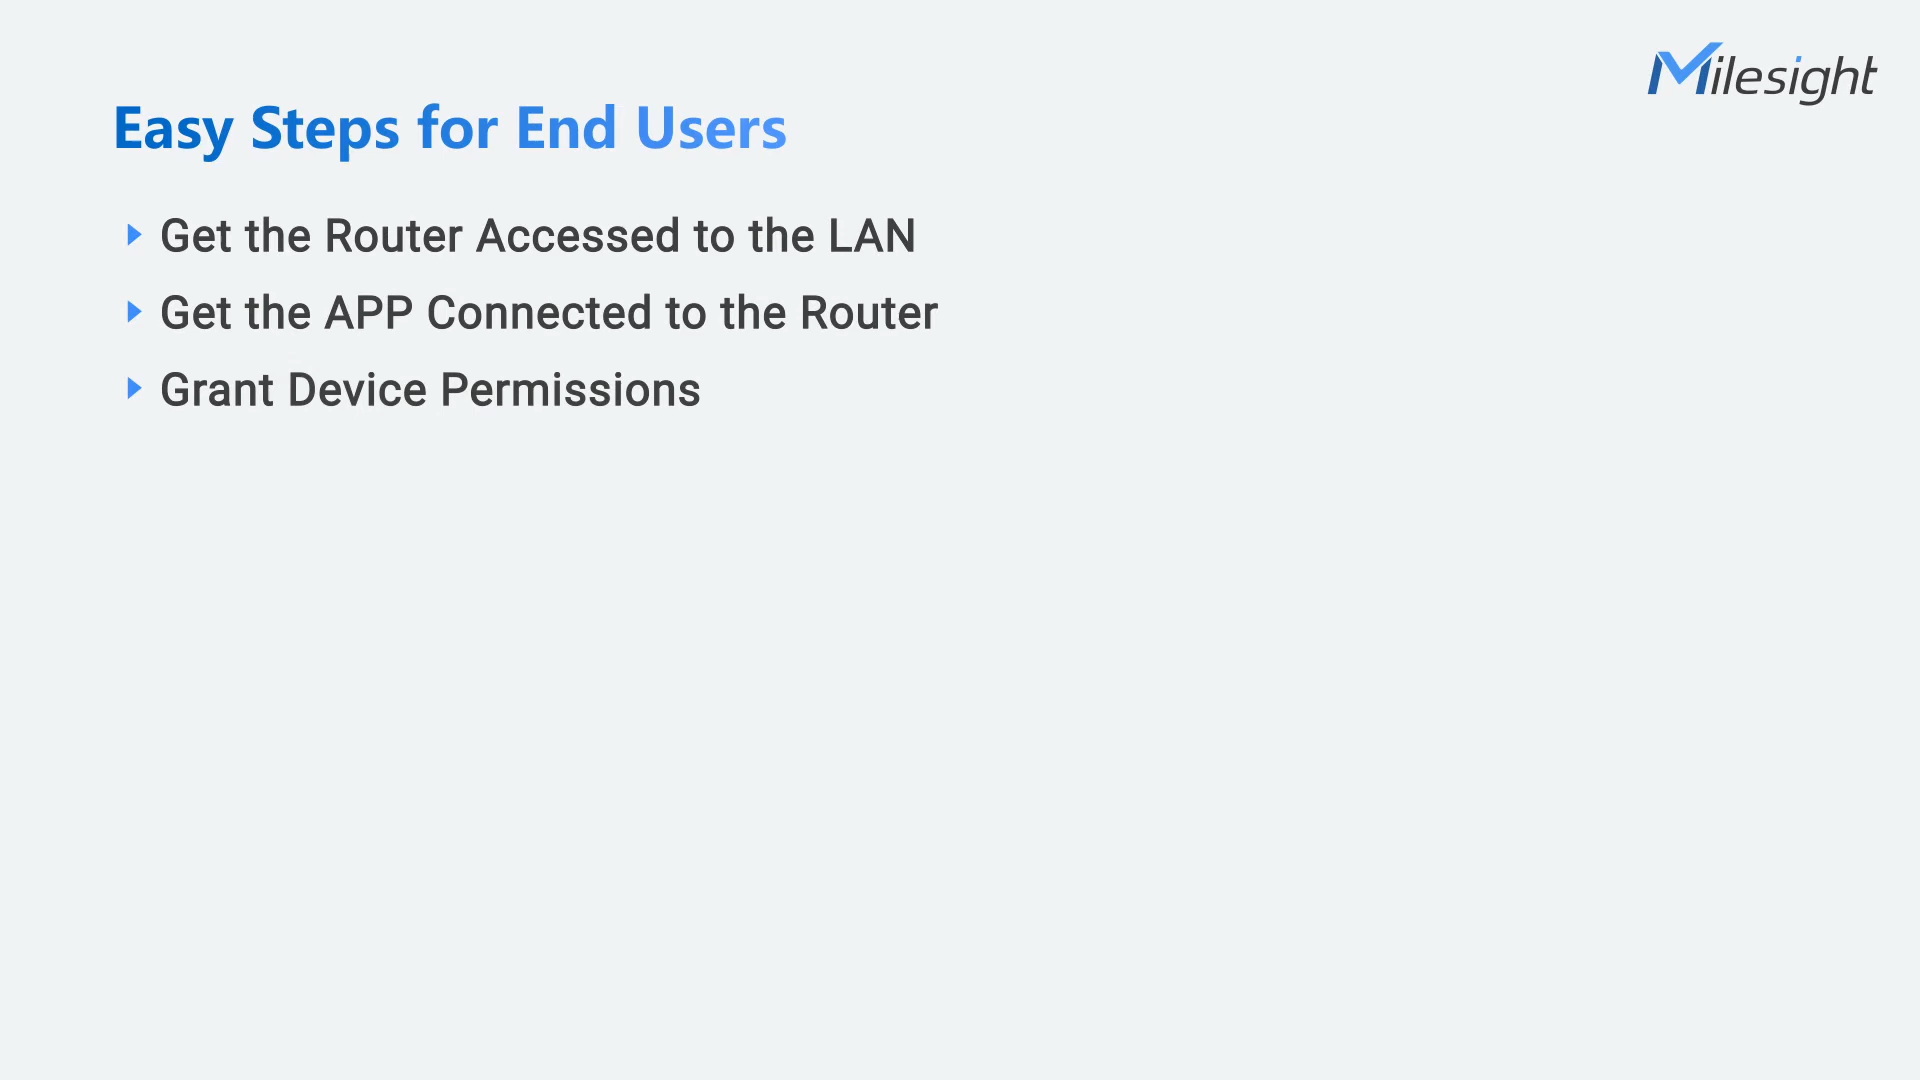 Milesight
Easy Steps for End Users
Get the Router Accessed to the LAN
Get the APP Connected to the Router
Grant Device Permissions